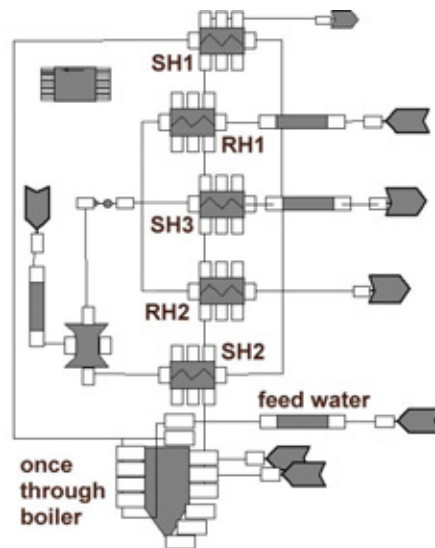 SH1
RH1
SH3
RH2
SH2
feed water
once
through
boiler